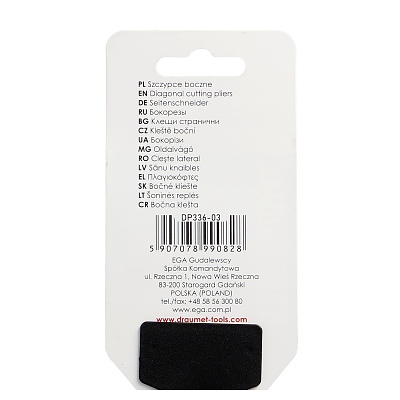 PL Szczypce boczne
EN Diagonal cutting pliers
DE Seitenschneider
RU Бокорезы
BG Клещи странични
CZ Kleště boční
UA Бокорізи
MG Oldalvágó
RO Cleşte lateral
LV Sānu knaibles
EL Πλαγιοκόφτες
SK Bočné kliešte
LT Šoninės replės
CR Bočna klešta
DP336-03
5 907078 990828
EGA Gudalewscy
Spółka Komandytowa
ul. Rzeczna 1, Nowa Wieś Rzeczna
83-200 Starogard Gdański
POLSKA (POLAND)
tel./fax: +48 58 56 300 80
www.ega.com.pl
www.draumet-tools.com